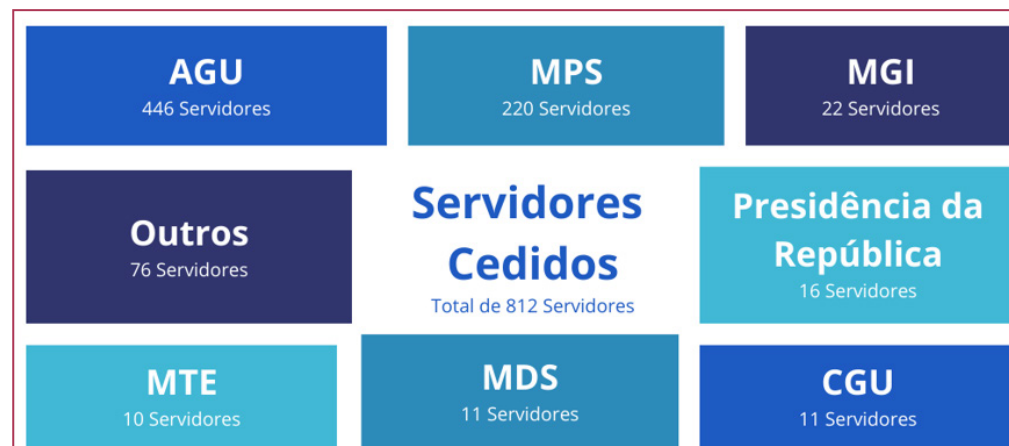 AGU
446 Servidores
MPS
220 Servidores
MGI
22 Servidores
Outros
76 Servidores
Servidores
Cedidos
Total de 812 Servidores
Presidência da
República
16 Servidores
MTE
10 Servidores
MDS
11 Servidores
CGU
11 Servidores